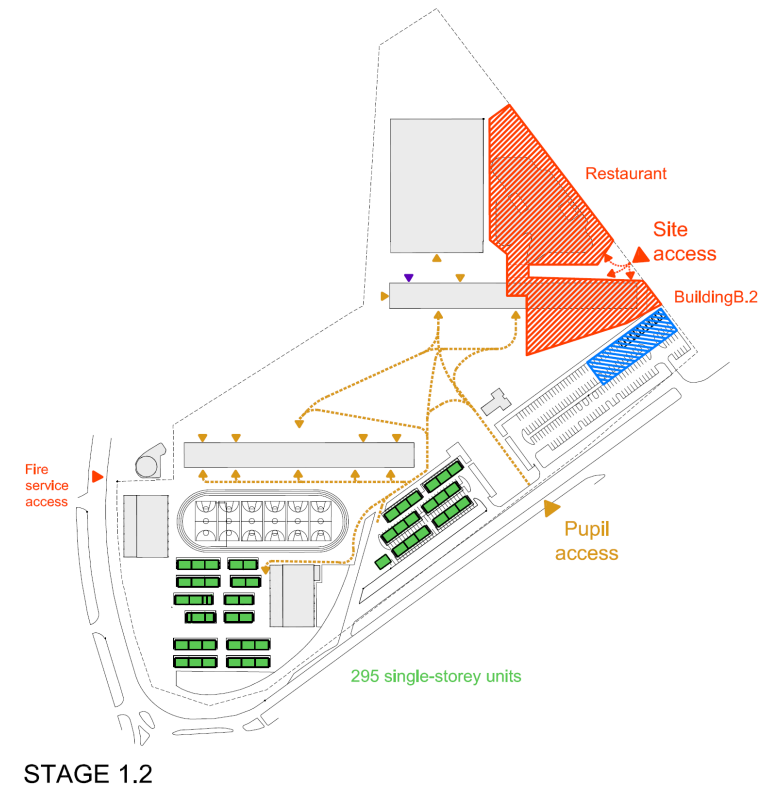 Restaurant
Site
access
BuildingB.2
Fire
service
access
Pupil
access
295 single-storey units
STAGE 1.2